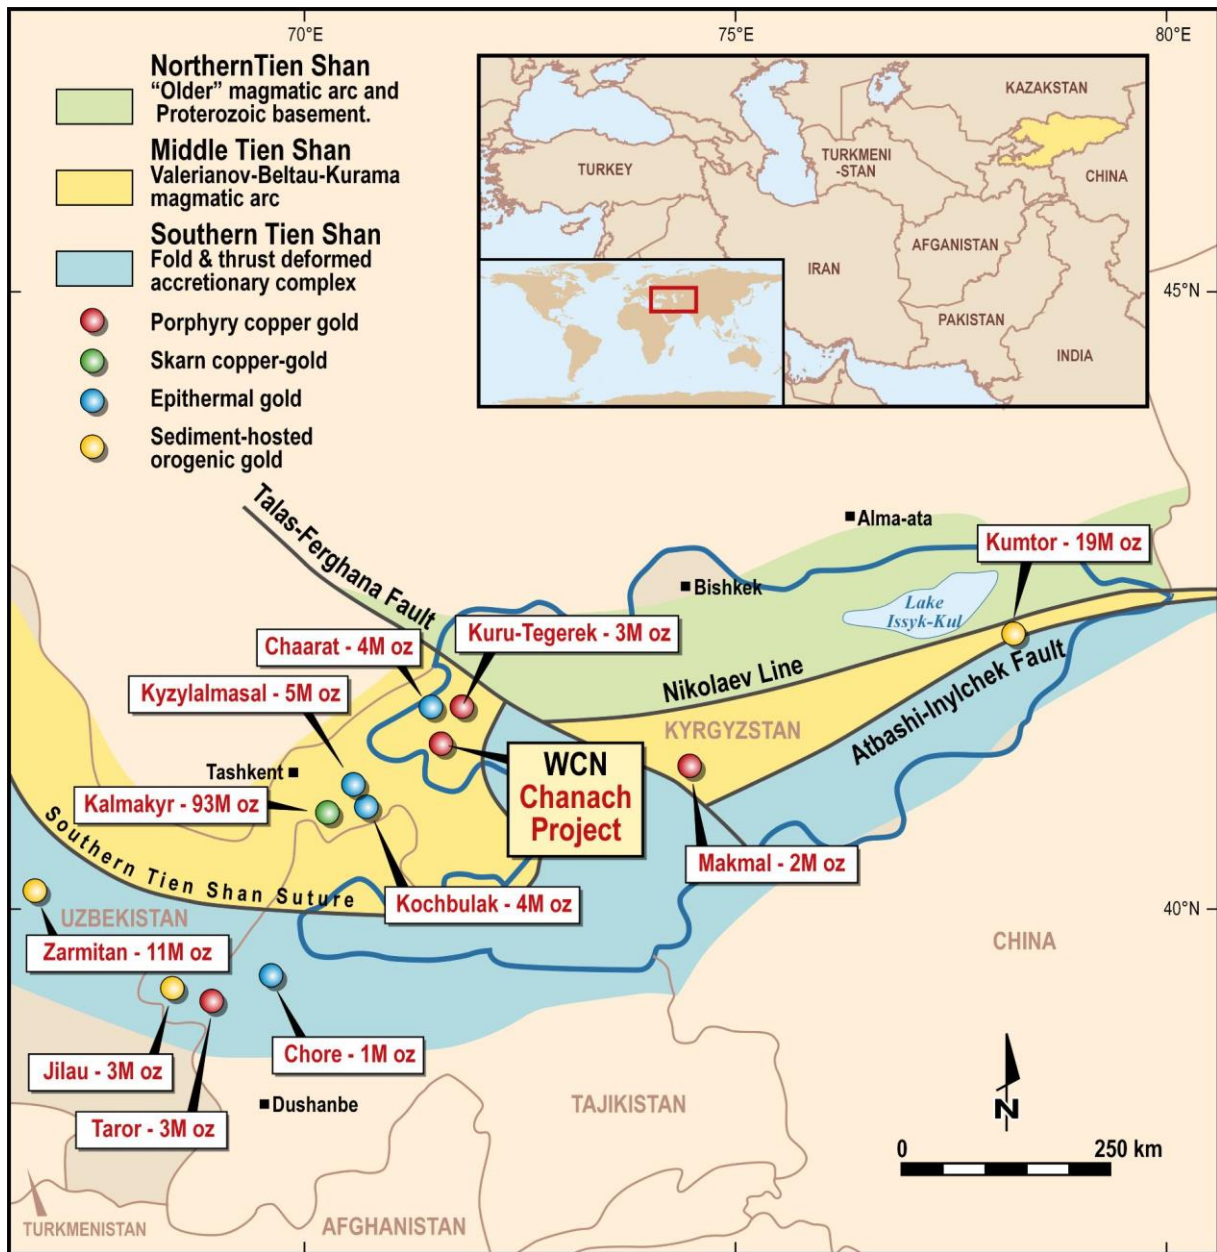 70°E
75°E
80°E
NorthernTien Shan
“Older” magmatic arc and
Proterozoic basement.
Middle Tien Shan
Valerianov-Beltau-Kurama
magmatic arc
Southern Tien Shan
Fold & thrust deformed
accretionary complex
Porphyry copper gold
Skarn copper-gold
Epithermal gold
Sediment-hosted
orogenic gold
KAZAKSTAN
TURKEY
TURKMENI
-STAN
CHINA
AFGANISTAN
IRAN
PAKISTAN
INDIA
45°N
Talas-Ferghana Fault
Alma-ata
Kumtor - 19M oz
Bishkek
Lake
Issyk-Kul
Chaarat - 4M oz
Kuru-Tegerek - 3M oz
Kyzylalmasal - 5M oz
Nikolaev Line
KYRGYZSTAN
Atbashi-Inylchek Fault
Tashkent
WCN
Chanach
Project
Kalmakyr - 93M oz
Southern Tien Shan Suture
Makmal - 2M oz
Kochbulak - 4M oz
40°N
UZBEKISTAN
Zarmitan - 11M oz
CHINA
Chore - 1M oz
Jilau - 3M oz
Dushanbe
TAJIKISTAN
Taror - 3M oz
N
0
250 km
TURKMENISTAN
AFGHANISTAN